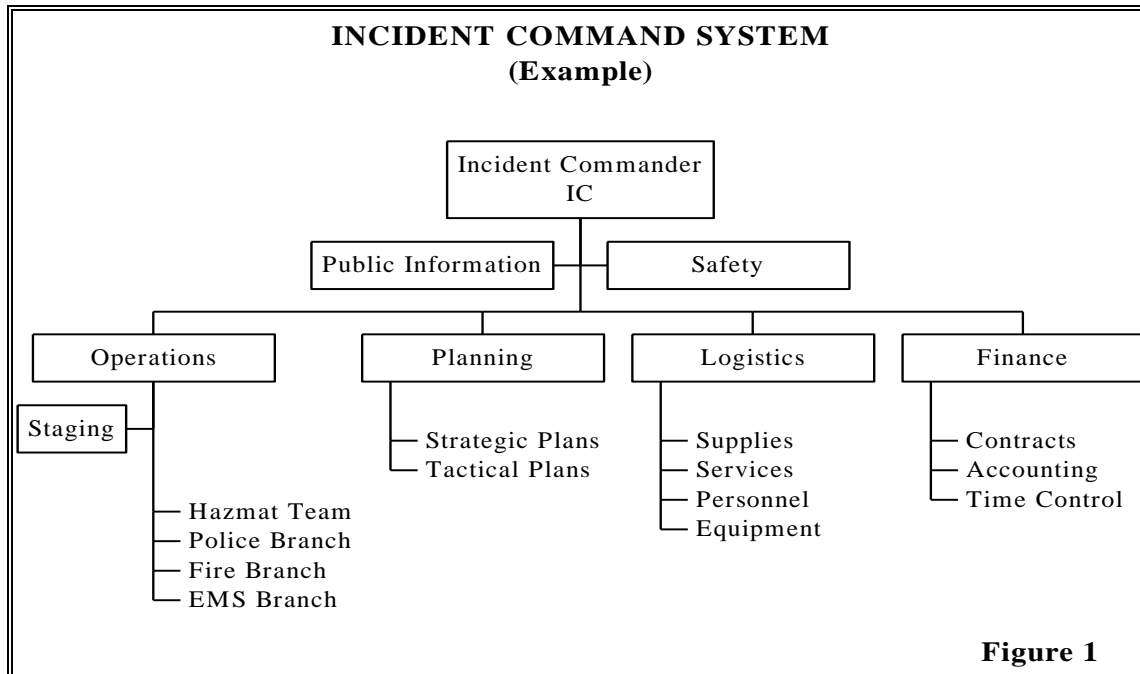 INCIDENT COMMAND SYSTEM
(Example)
Incident Commander
IC
Public Information
Safety
Operations
Planning
Logistics
Finance
Staging
Strategic Plans
Tactical Plans
Supplies
Services
Personnel
Equipment
Contracts
Accounting
Time Control
Hazmat Team
Police Branch
Fire Branch
EMS Branch
Figure 1